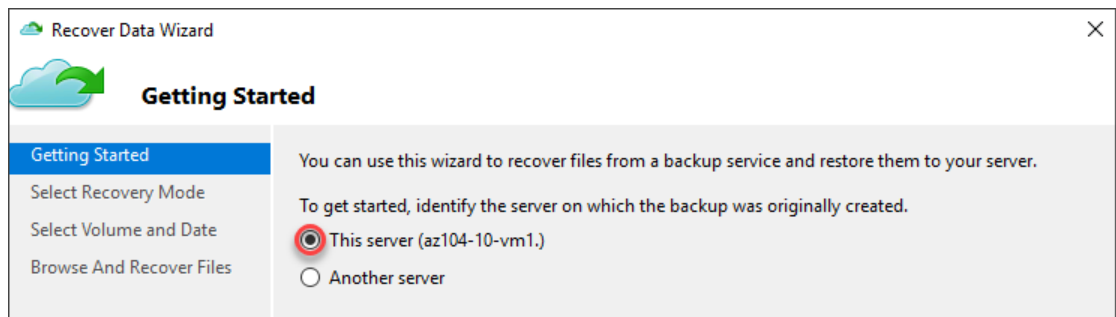 Recover Data Wizard
Getting Started
Getting Started
Select Recovery Mode
Select Volume and Date
Browse And Recover Files
You can use this wizard to recover files from a backup service and restore them to your server.
To get started, identify the server on which the backup was originally created.
This server (az104-10-vm1.)
Another server